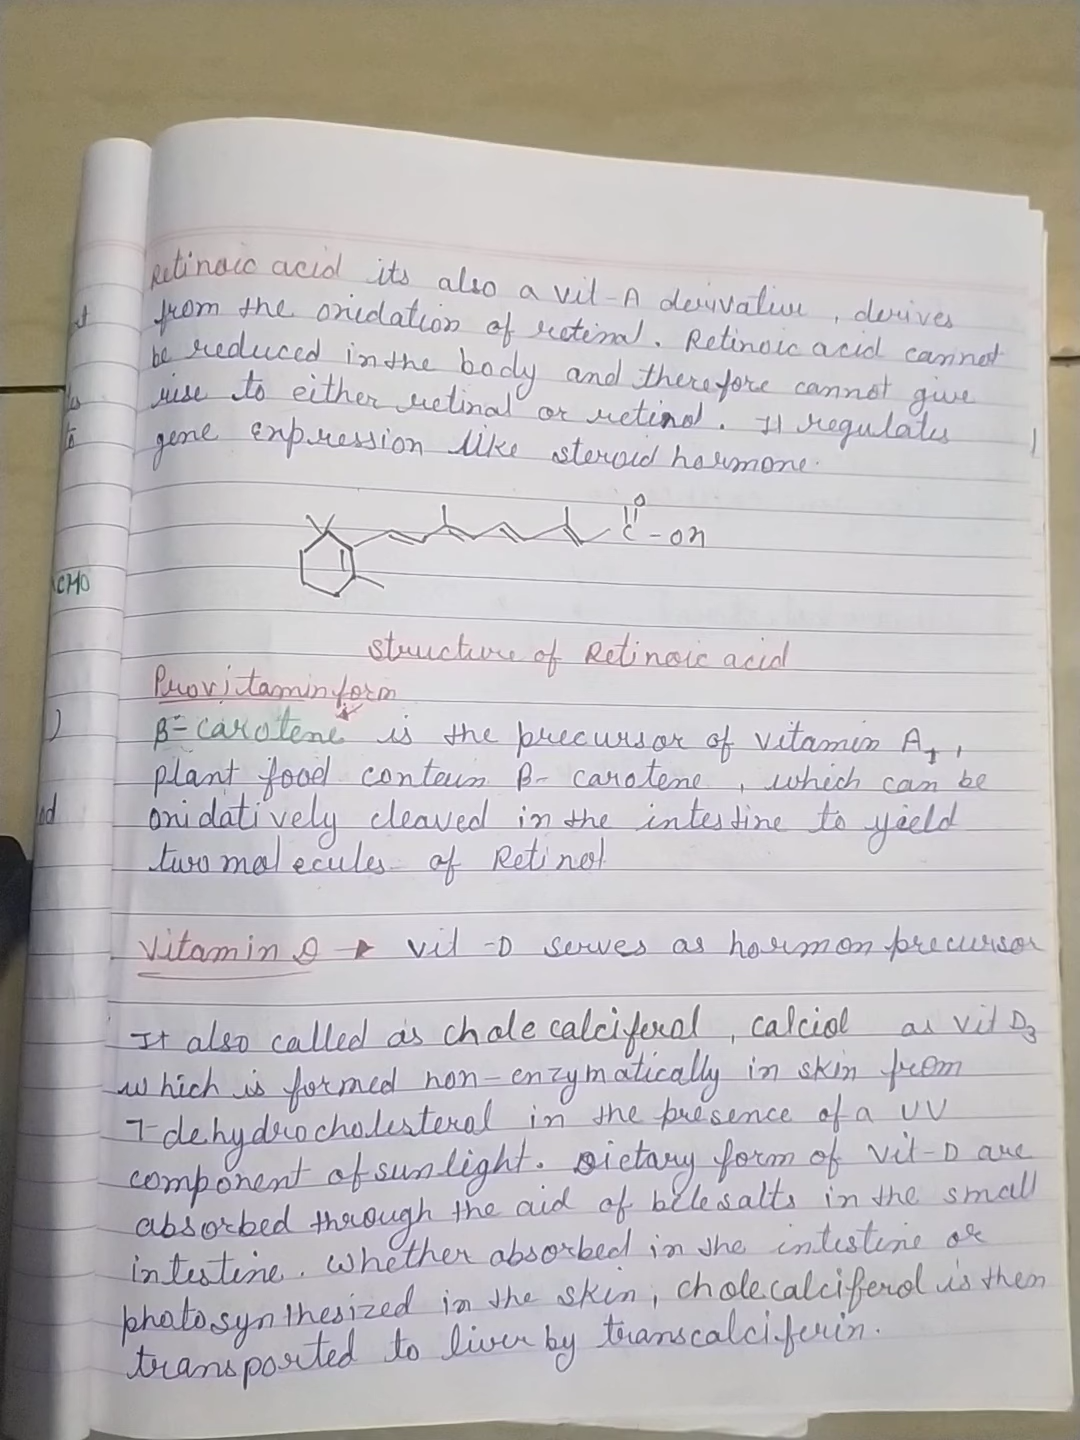 Retinoic acid its also a vit-A derivative, derives
from the oxidation of retinal. Retinoic acid cannot
be reduced in the body and therefore cannot give
rise to either retinal or retinol. It regulates
gene expression like steroid hormone.
O
C - OH
CHO
structure of Retinoic acid
Provitamin form
β-carotene is the precursor of vitamin A,
plant food contain β-carotene, which can be
oxidatively cleaved in the intestine to yield
two molecules of Retinol
ed
Vitamin D → vit-D serves as hormon precursor
It also called as cholecalciferol, calciol as vit D3
which is formed non-enzymatically in skin from
7-dehydrocholesterol in the presence of a UV
component of sunlight. Dietary form of vit-D are
absorbed through the aid of bile salts in the small
intestine. Whether absorbed in the intestine or
photosynthesized in the skin, cholecalciferol is then
transported to liver by transcalciferin.